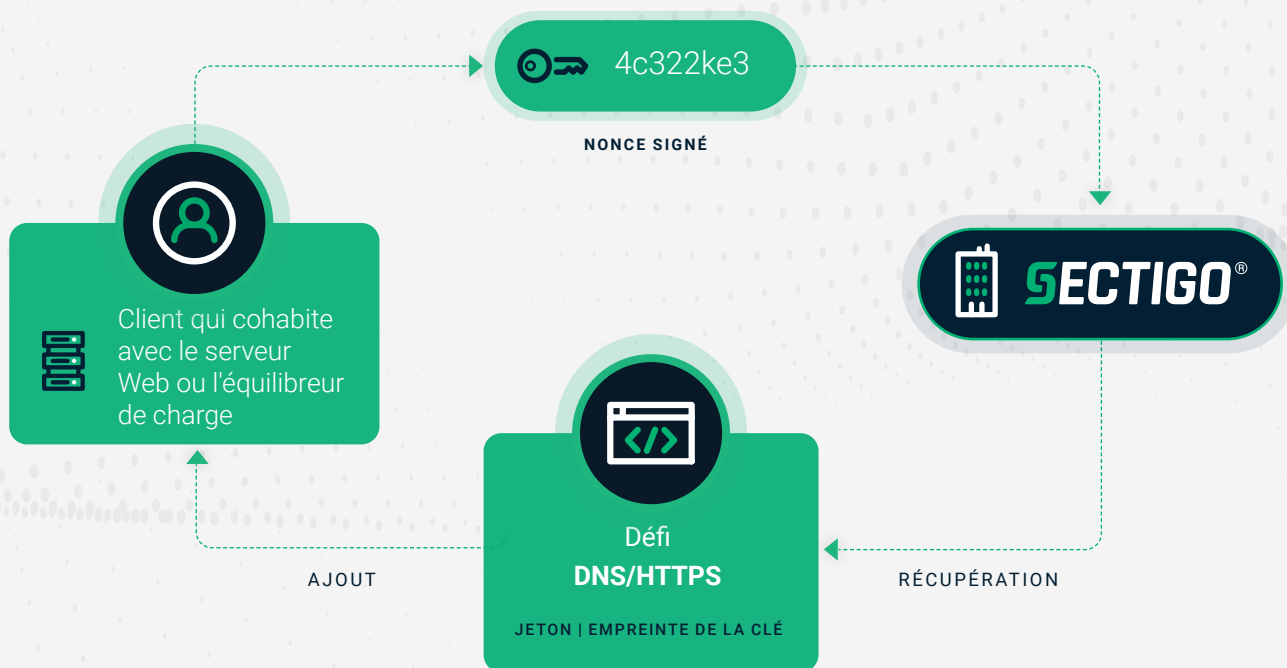 4c322ke3
NONCE SIGNÉ
SECTIGO®
Client qui cohabite
avec le serveur
Web ou l'équilibreur
de charge
Défi
DNS/HTTPS
JETON | EMPREINTE DE LA CLÉ
AJOUT
RÉCUPÉRATION